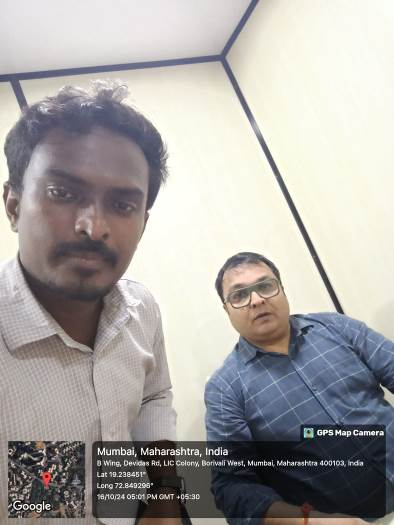 GPS Map Camera
Mumbai, Maharashtra, India
B Wing, Devidas Rd, LIC Colony, Borivali West, Mumbai, Maharashtra 400103, India
Lat 19.238451°
Long 72.849296°
16/10/24 05:01 PM GMT +05:30
Google